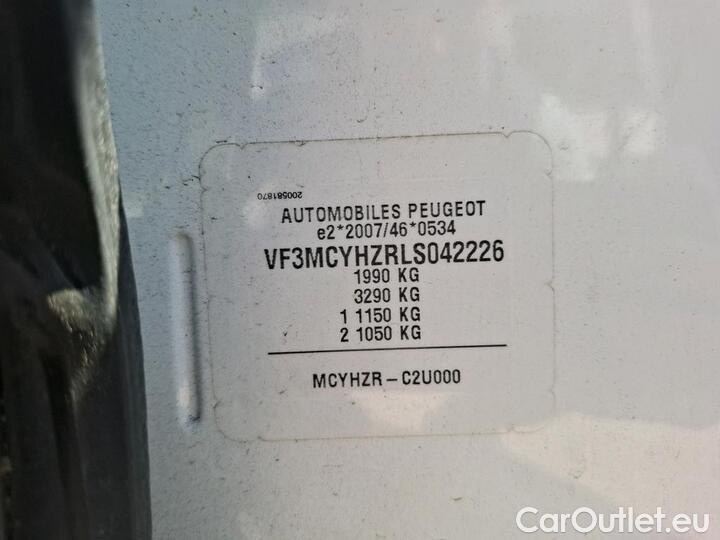 200581870
AUTOMOBILES PEUGEOT
e2*2007/46*0534
VF3MCYHZRLS042226
1990 KG
3290 KG
1 1150 KG
2 1050 KG
MCYHZR – C2U000
CarOutlet.eu